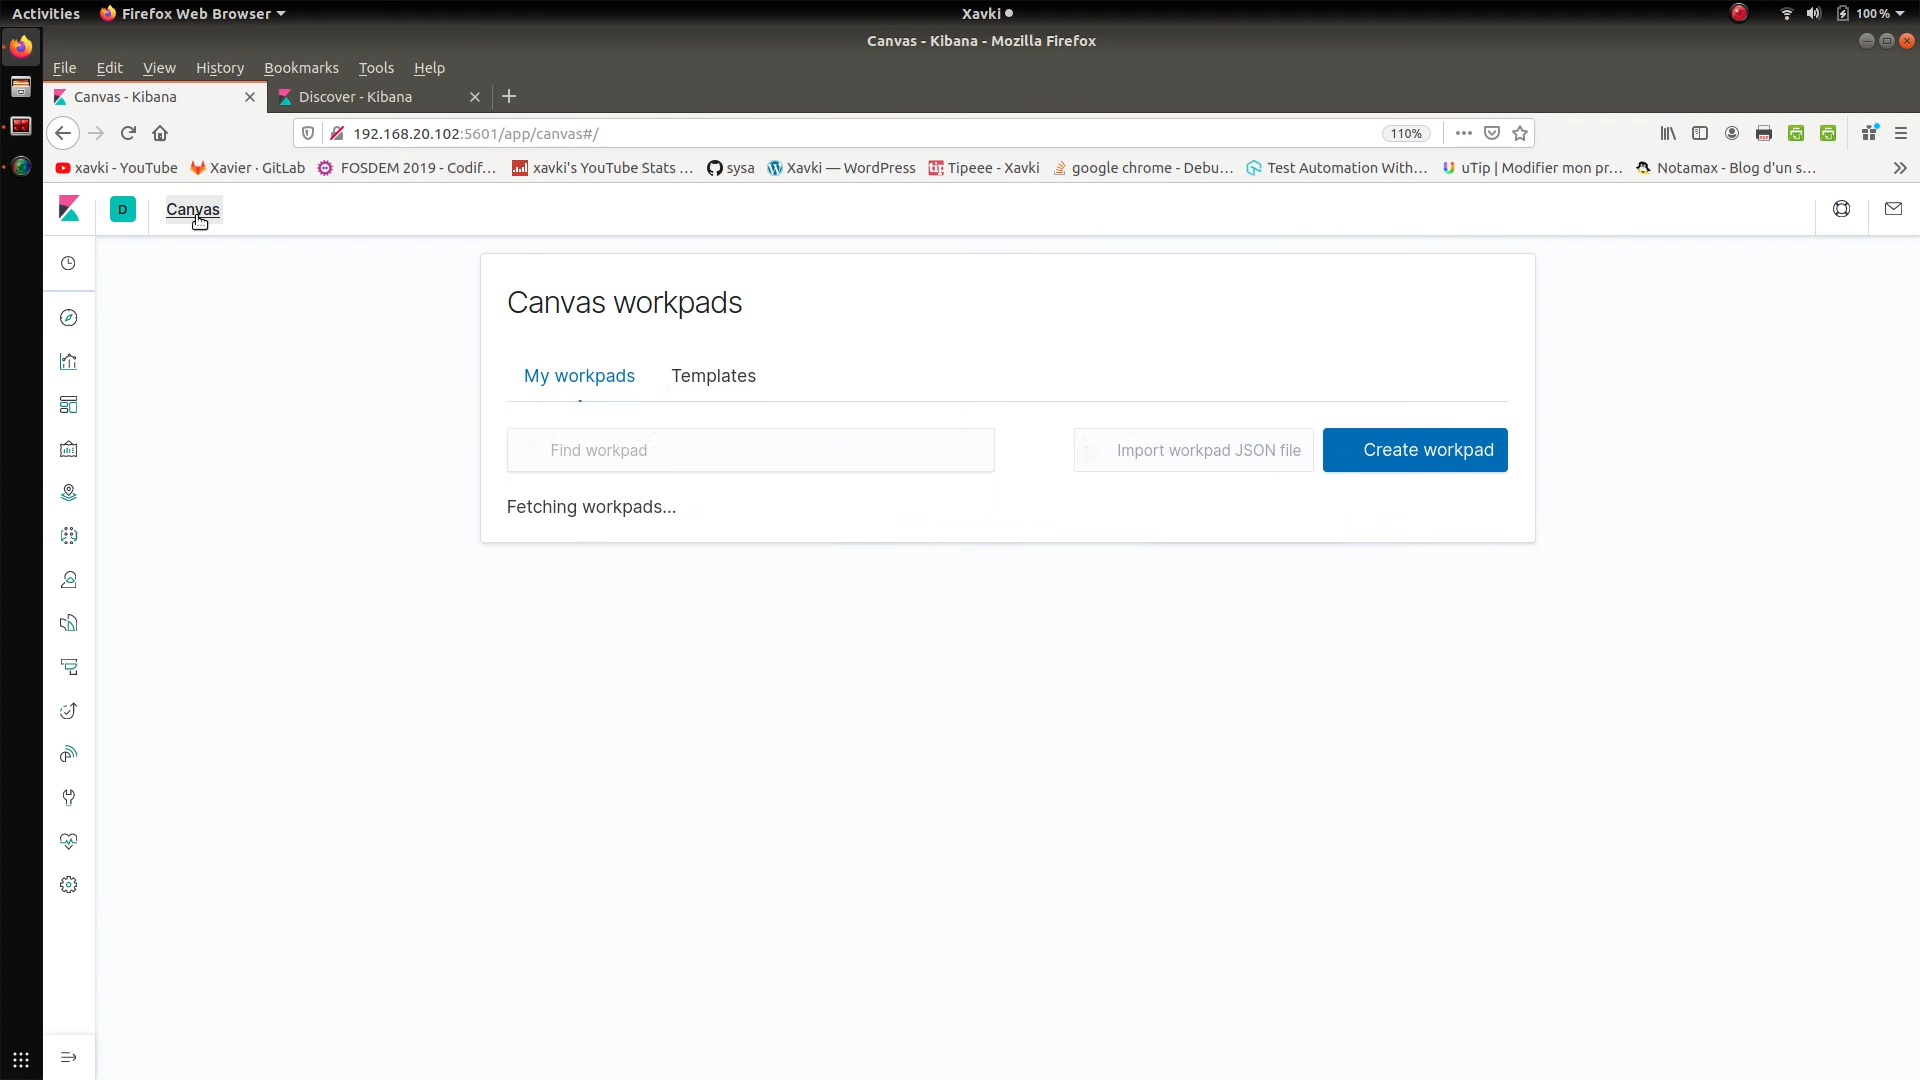 Activities Firefox Web Browser Xavki 100 %
Canvas - Kibana - Mozilla Firefox
File Edit View History Bookmarks Tools Help
Canvas - Kibana Discover - Kibana
192.168.20.102:5601/app/canvas#/ 110%
xavki - YouTube Xavier · GitLab FOSDEM 2019 - Codif... xavki's YouTube Stats ... sysa Xavki — WordPress Tipeee - Xavki google chrome - Debu... Test Automation With... uTip | Modifier mon pr... Notamax - Blog d'un s...
D Canvas
Canvas workpads
My workpads Templates
Find workpad Import workpad JSON file Create workpad
Fetching workpads...